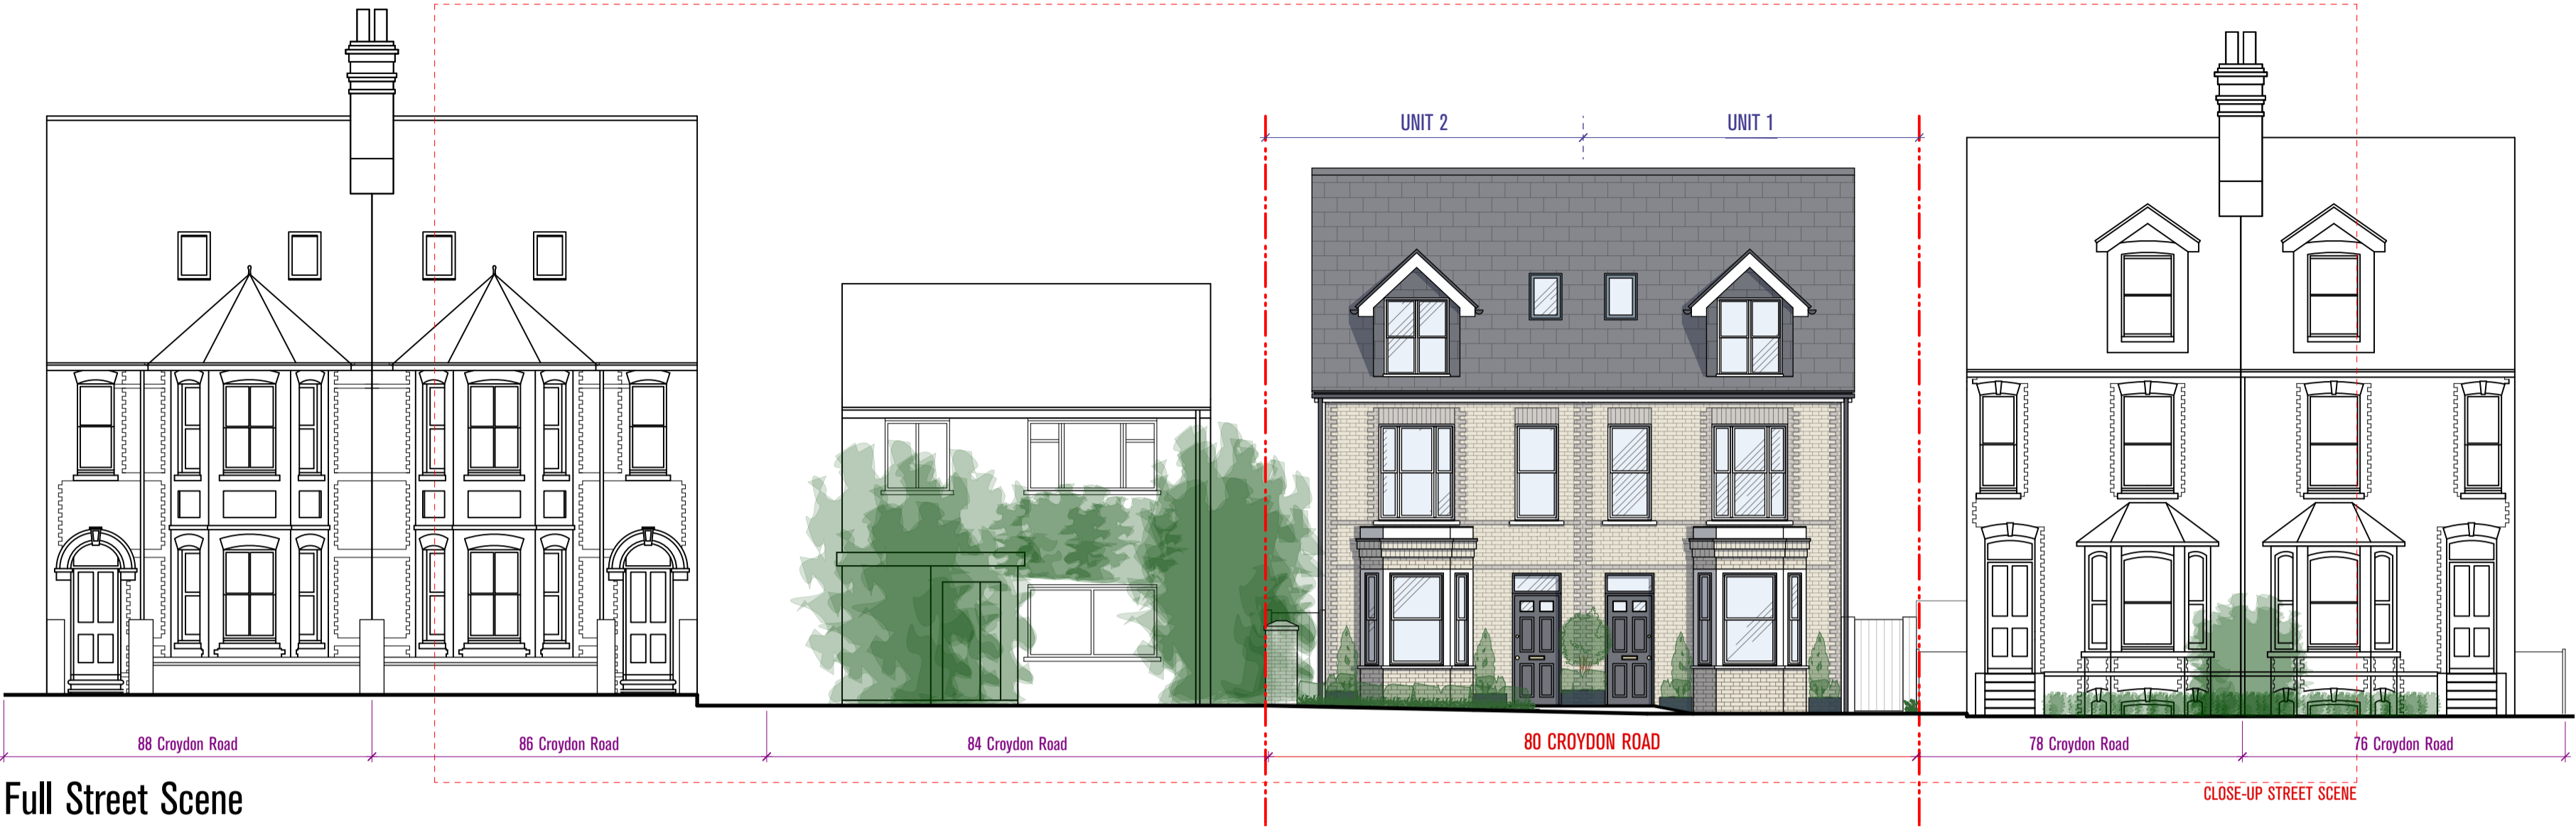 UNIT 2
UNIT 1
88 Croydon Road
86 Croydon Road
84 Croydon Road
80 CROYDON ROAD
78 Croydon Road
76 Croydon Road
Full Street Scene
CLOSE-UP STREET SCENE